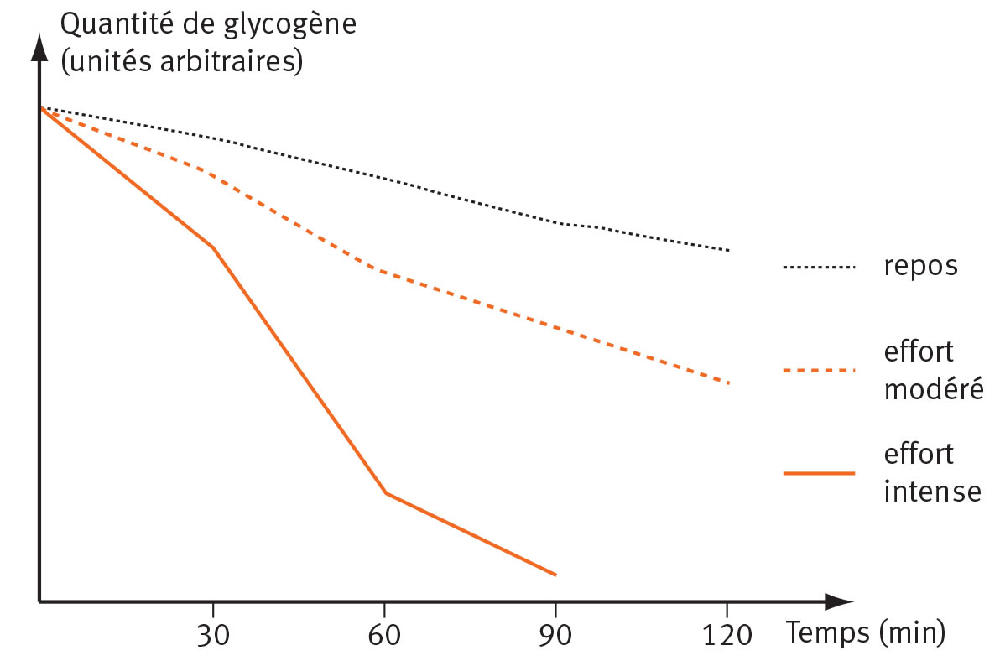 Quantité de glycogène
(unités arbitraires)
repos
effort
modéré
effort
intense
30 60 90 120 Temps (min)